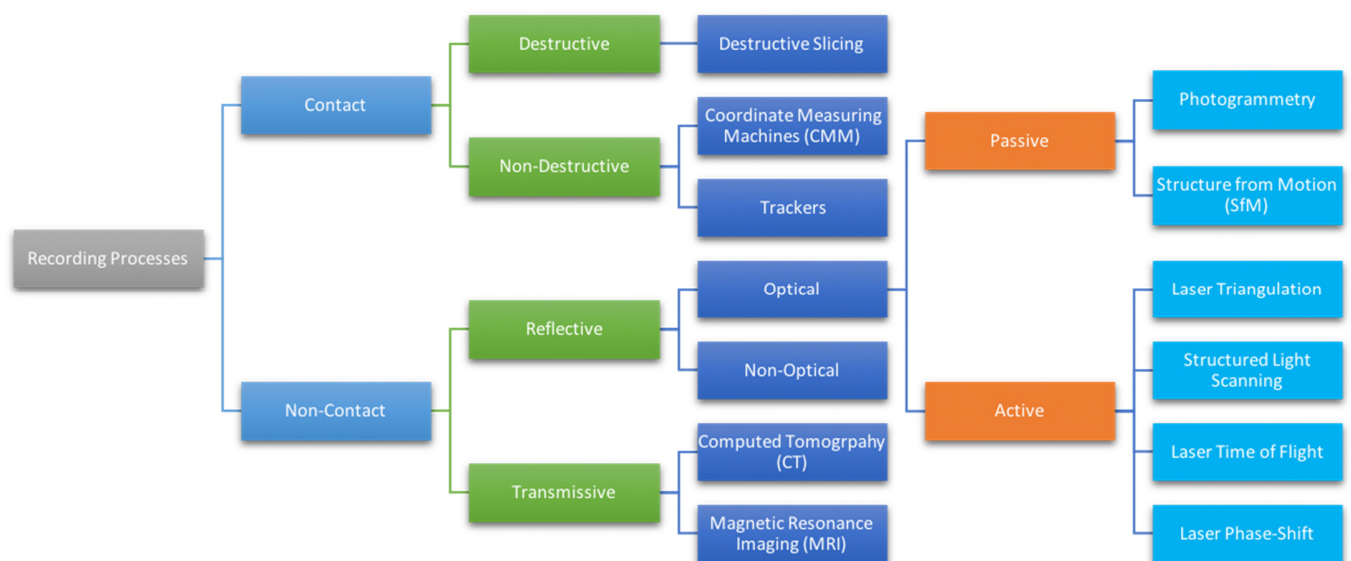 Recording Processes
Contact
Non-Contact
Destructive
Non-Destructive
Reflective
Transmissive
Destructive Slicing
Coordinate Measuring
Machines (CMM)
Trackers
Optical
Non-Optical
Computed Tomogrpahy
(CT)
Magnetic Resonance
Imaging (MRI)
Passive
Active
Photogrammetry
Structure from Motion
(SfM)
Laser Triangulation
Structured Light
Scanning
Laser Time of Flight
Laser Phase-Shift